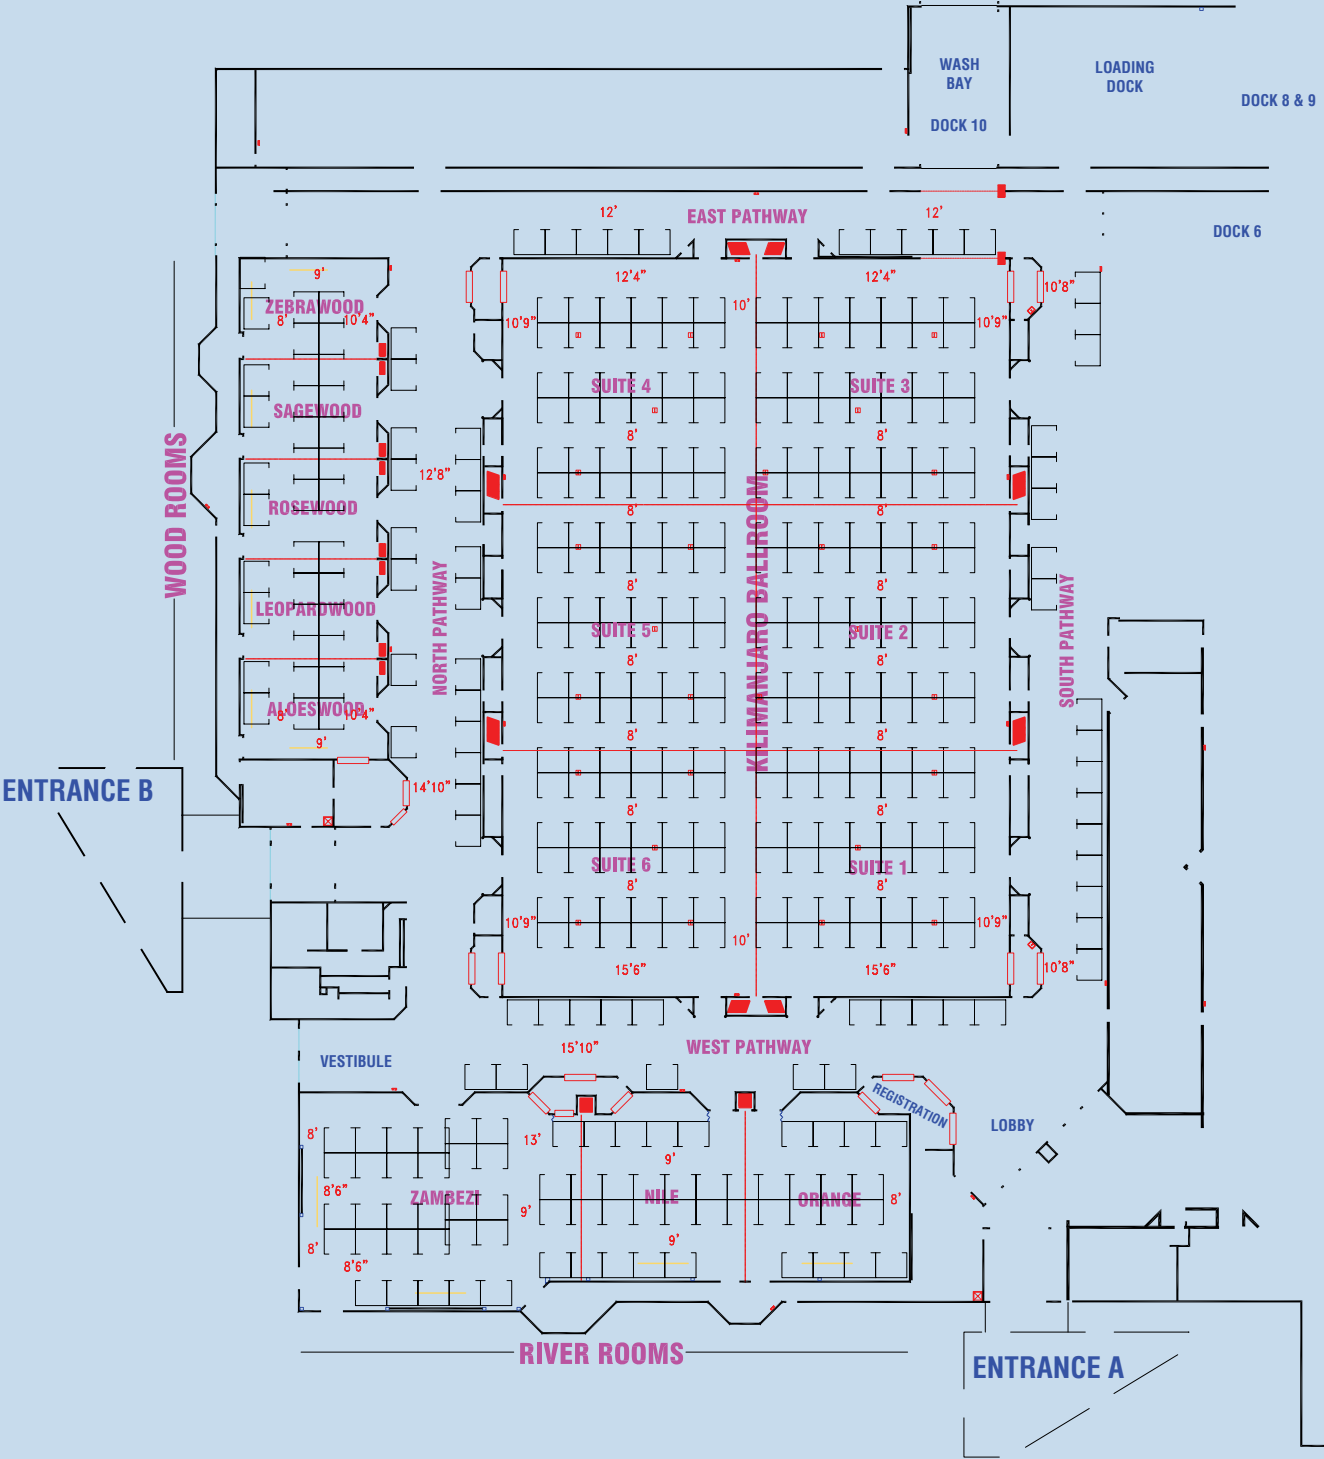 WASH
BAY
DOCK 10
LOADING
DOCK
DOCK 8 & 9
DOCK 6
12'
EAST PATHWAY
12'
9'
ZEBRAWOOD
8'
10'4"
12'4"
10'
12'4"
10'8"
10'9"
10'9"
SUITE 4
SUITE 3
SAGEWOOD
8'
8'
WOOD ROOMS
12'8"
ROSEWOOD
8'
8'
KILIMANJARO BALLROOM
NORTH PATHWAY
SOUTH PATHWAY
8'
8'
LEOPARDWOOD
SUITE 5
SUITE 2
8'
8'
ALOESWOOD
8'
10'4"
9'
8'
8'
ENTRANCE B
14'10"
8'
8'
SUITE 6
SUITE 1
8'
8'
10'9"
10'
10'9"
15'6"
15'6"
10'8"
15'10"
WEST PATHWAY
VESTIBULE
REGISTRATION
LOBBY
8'
13'
9'
8'6"
ZAMBEZI
NILE
ORANGE
8'
9'
8'
9'
8'6"
RIVER ROOMS
ENTRANCE A